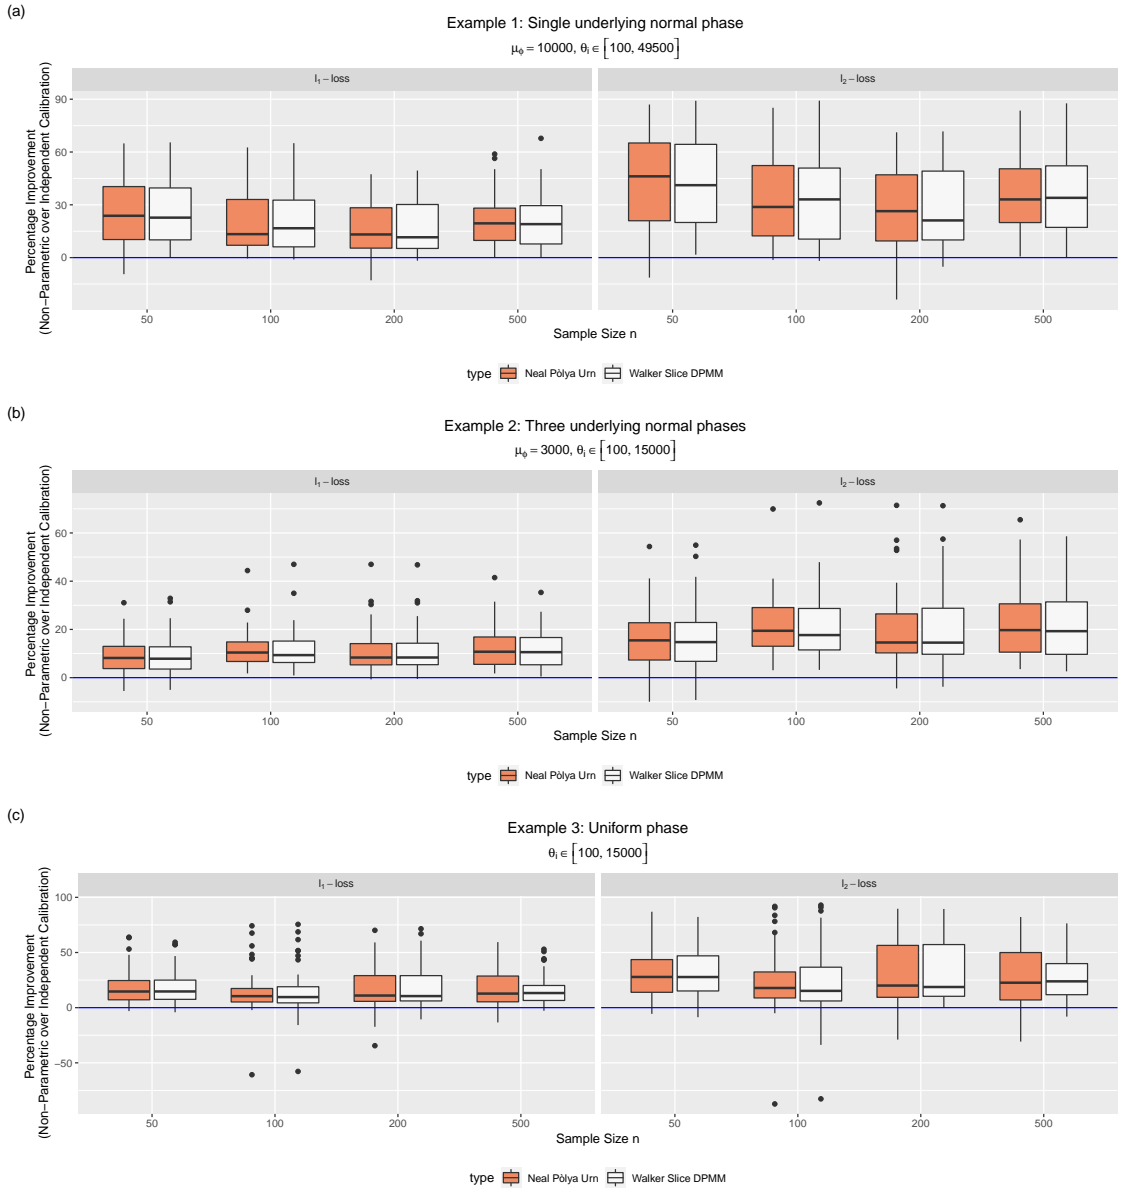 (a)
Example 1: Single underlying normal phase
μ_ϕ = 10000, θ_i ∈ [100, 49500]
l₁ − loss
l₂ − loss
Percentage Improvement
(Non−Parametric over Independent Calibration)
90
60
30
0
50
100
200
500
50
100
200
500
Sample Size n
type
Neal Pòlya Urn
Walker Slice DPMM
(b)
Example 2: Three underlying normal phases
μ_ϕ = 3000, θ_i ∈ [100, 15000]
l₁ − loss
l₂ − loss
Percentage Improvement
(Non−Parametric over Independent Calibration)
60
40
20
0
50
100
200
500
50
100
200
500
Sample Size n
type
Neal Pòlya Urn
Walker Slice DPMM
(c)
Example 3: Uniform phase
θ_i ∈ [100, 15000]
l₁ − loss
l₂ − loss
Percentage Improvement
(Non−Parametric over Independent Calibration)
100
50
0
−50
50
100
200
500
50
100
200
500
Sample Size n
type
Neal Pòlya Urn
Walker Slice DPMM